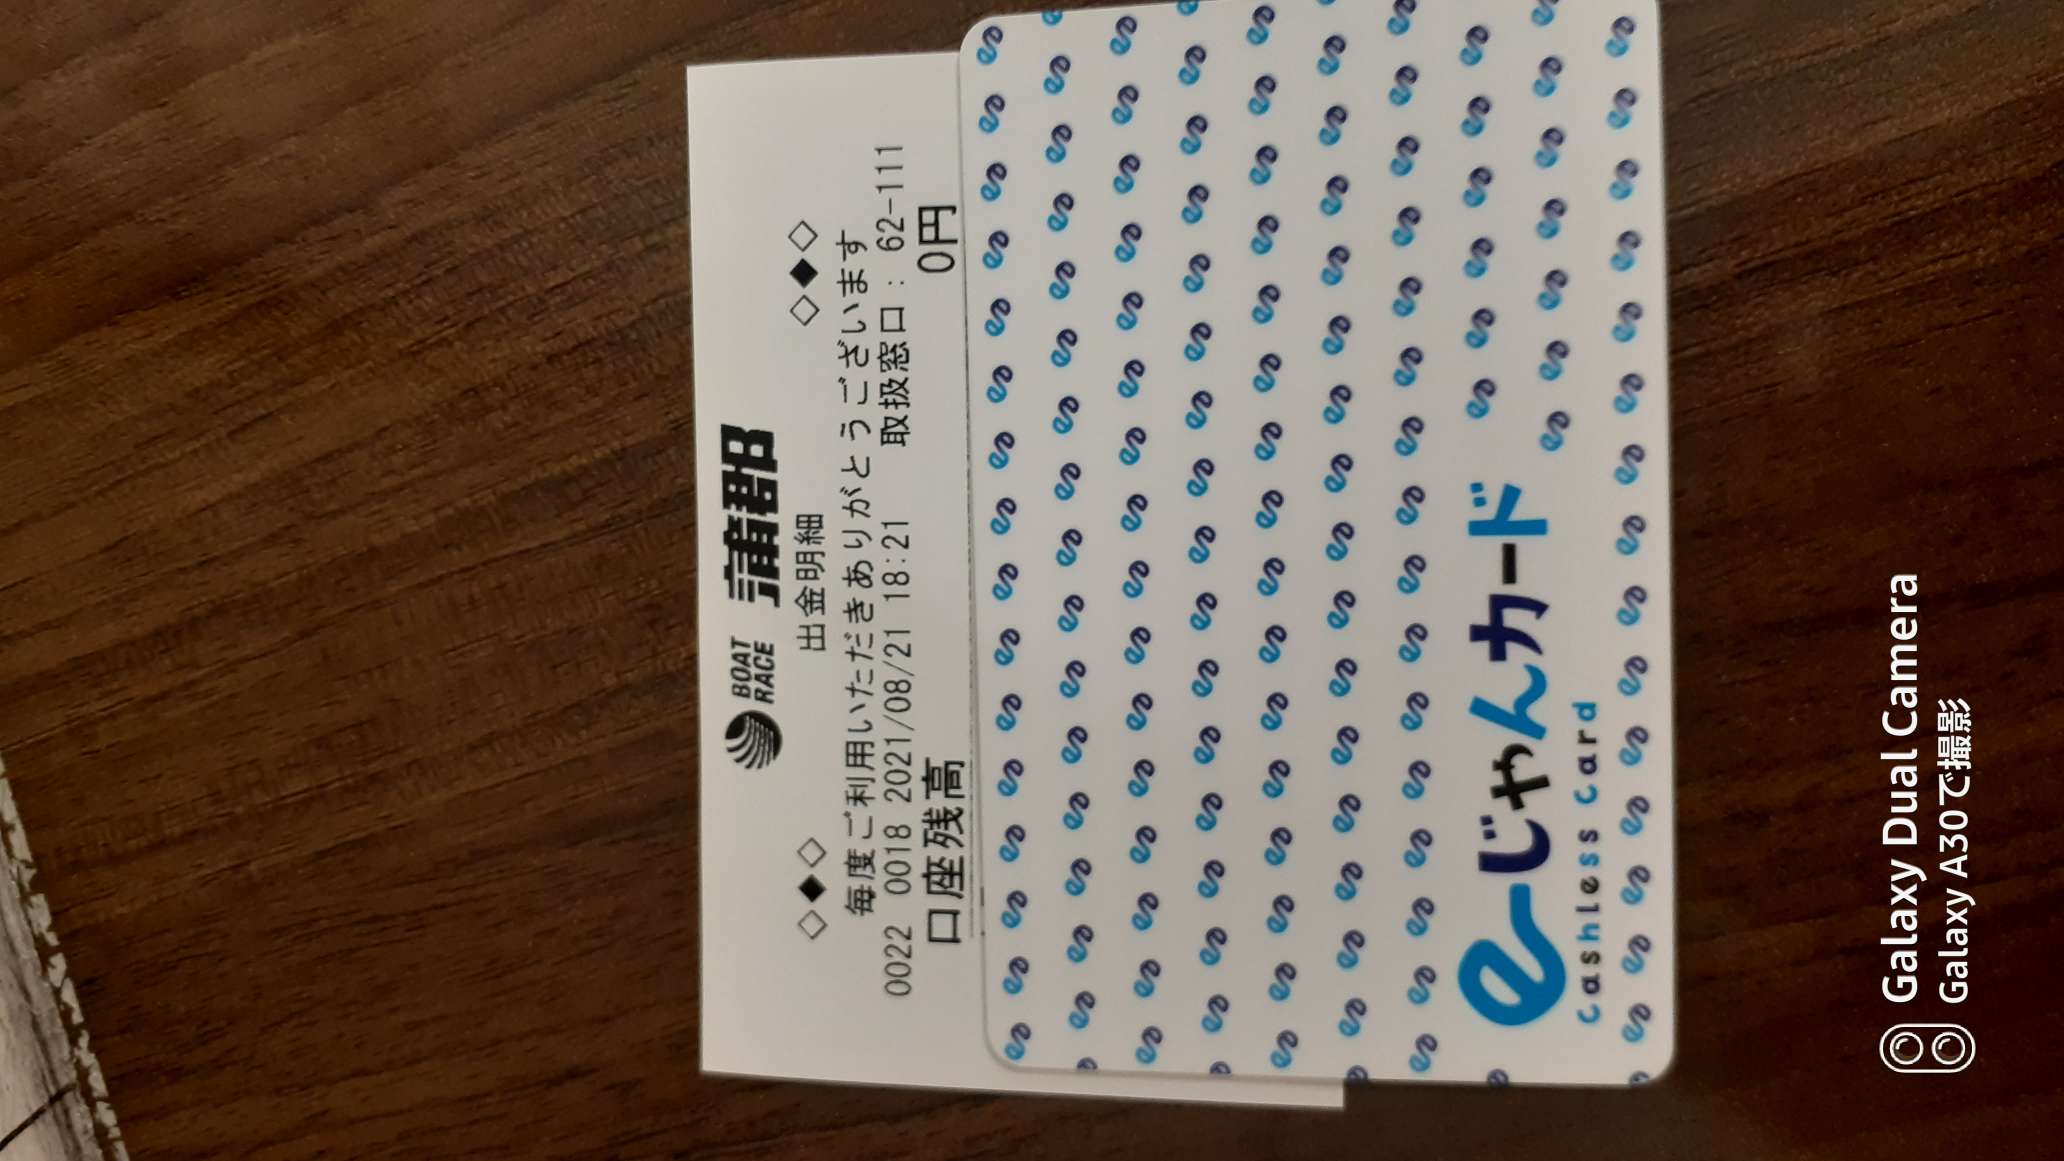 BOAT
RACE
蒲郡
◇◆◇ 出金明細 ◇◆◇
毎度ご利用いただきありがとうございます
0022 0018 2021/08/21 18:21 取扱窓口: 62-111
口座残高 0円
e-じゃんカード
cashless card
Galaxy Dual Camera
Galaxy A30で撮影